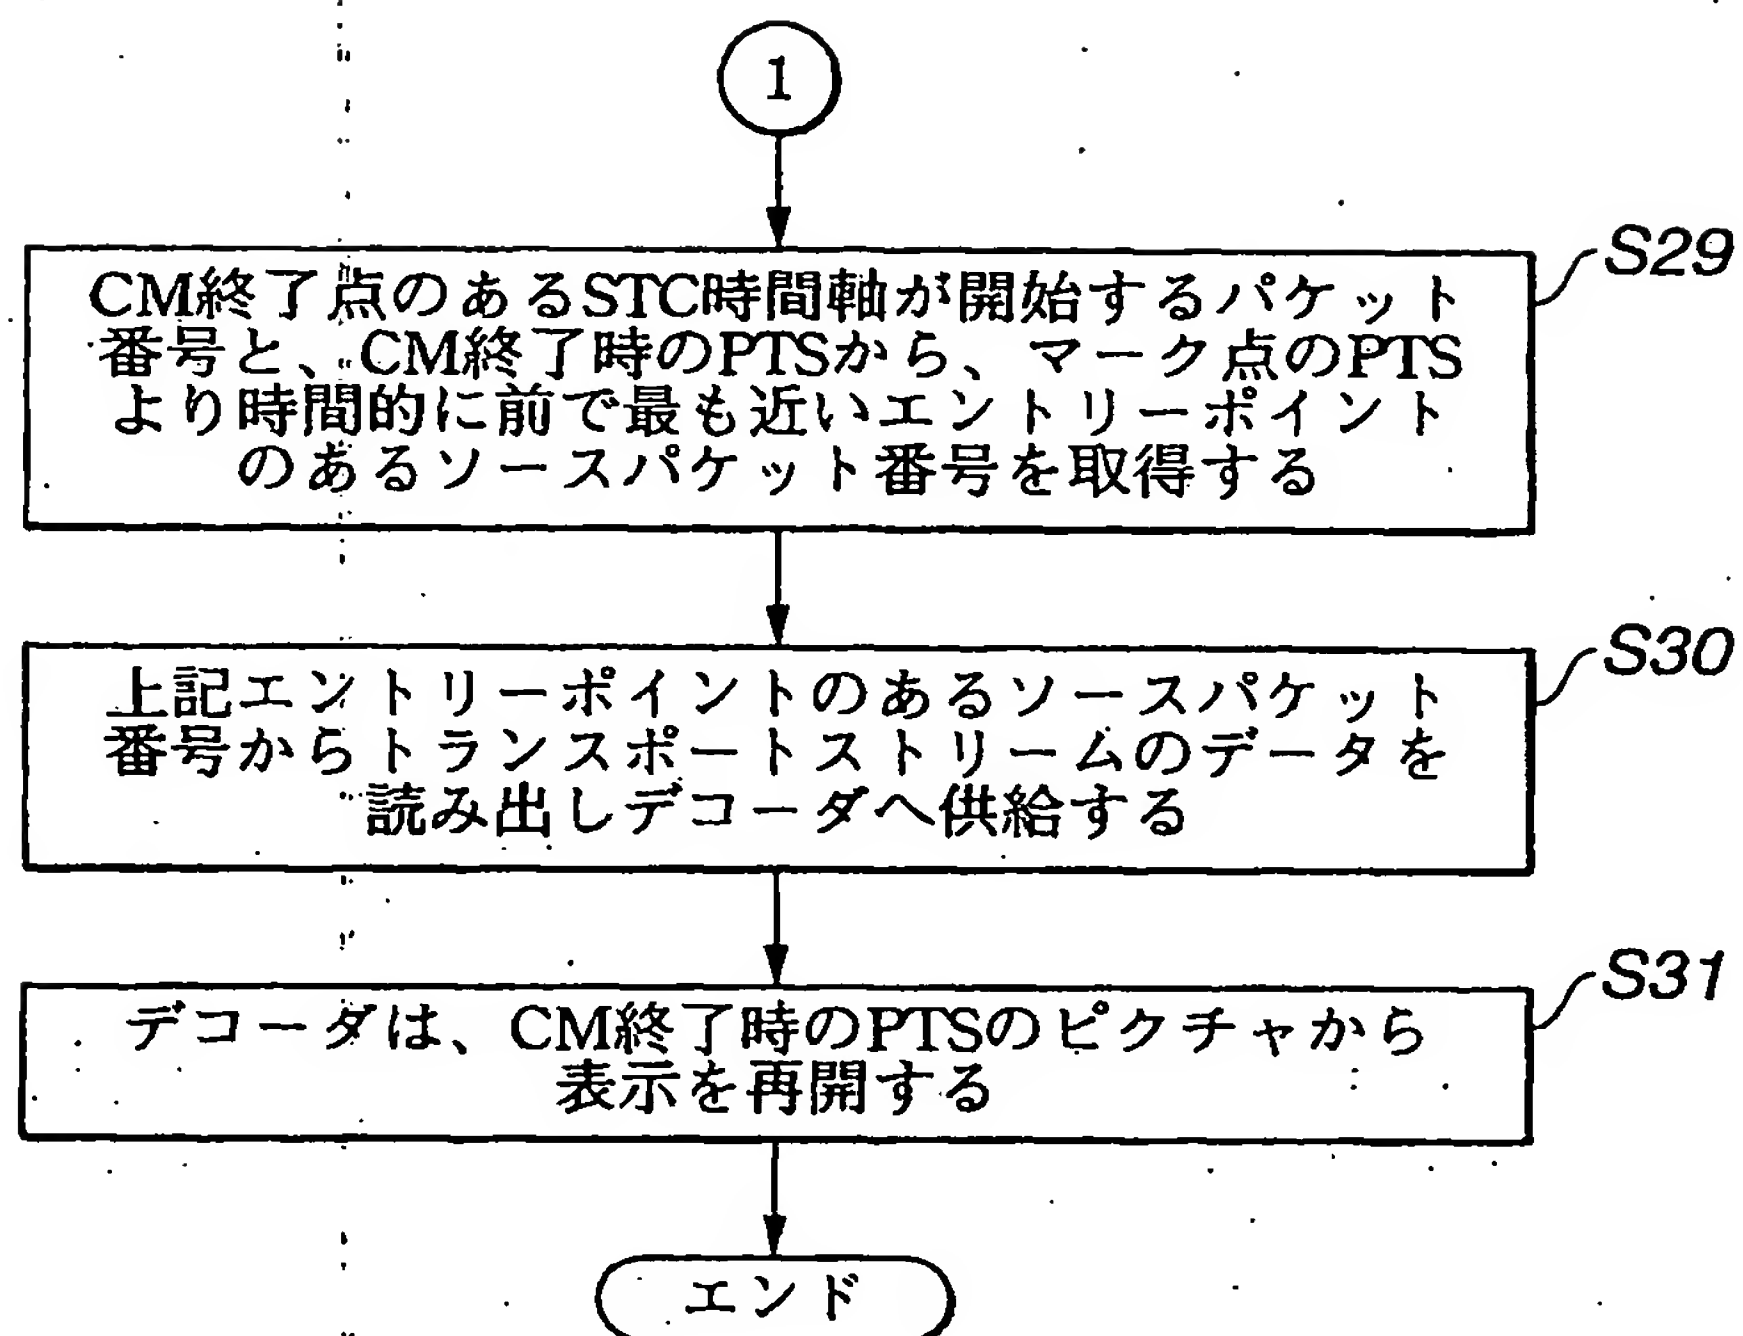 1
S29
CM終了点のあるSTC時間軸が開始するパケット
番号と、CM終了時のPTSから、マーク点のPTS
より時間的に前で最も近いエントリーポイント
のあるソースパケット番号を取得する
S30
上記エントリーポイントのあるソースパケット
番号からトランスポートストリームのデータを
読み出しデコーダへ供給する
S31
デコーダは、CM終了時のPTSのピクチャから
表示を再開する
エンド